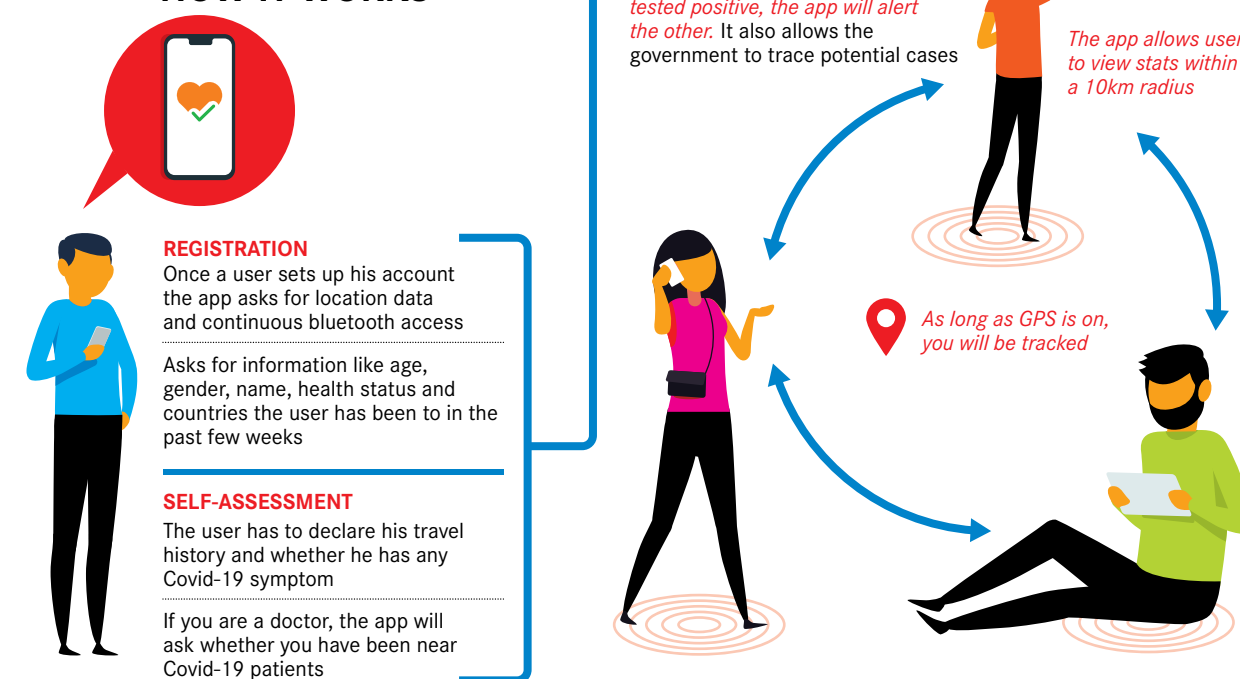 HOW IT WORKS
REGISTRATION
Once a user sets up his account
the app asks for location data
and continuous bluetooth access
Asks for information like age,
gender, name, health status and
countries the user has been to in the
past few weeks
SELF-ASSESSMENT
The user has to declare his travel
history and whether he has any
Covid-19 symptom
If you are a doctor, the app will
ask whether you have been near
Covid-19 patients
tested positive, the app will alert
the other. It also allows the
government to trace potential cases
The app allows user
to view stats within
a 10km radius
As long as GPS is on,
you will be tracked